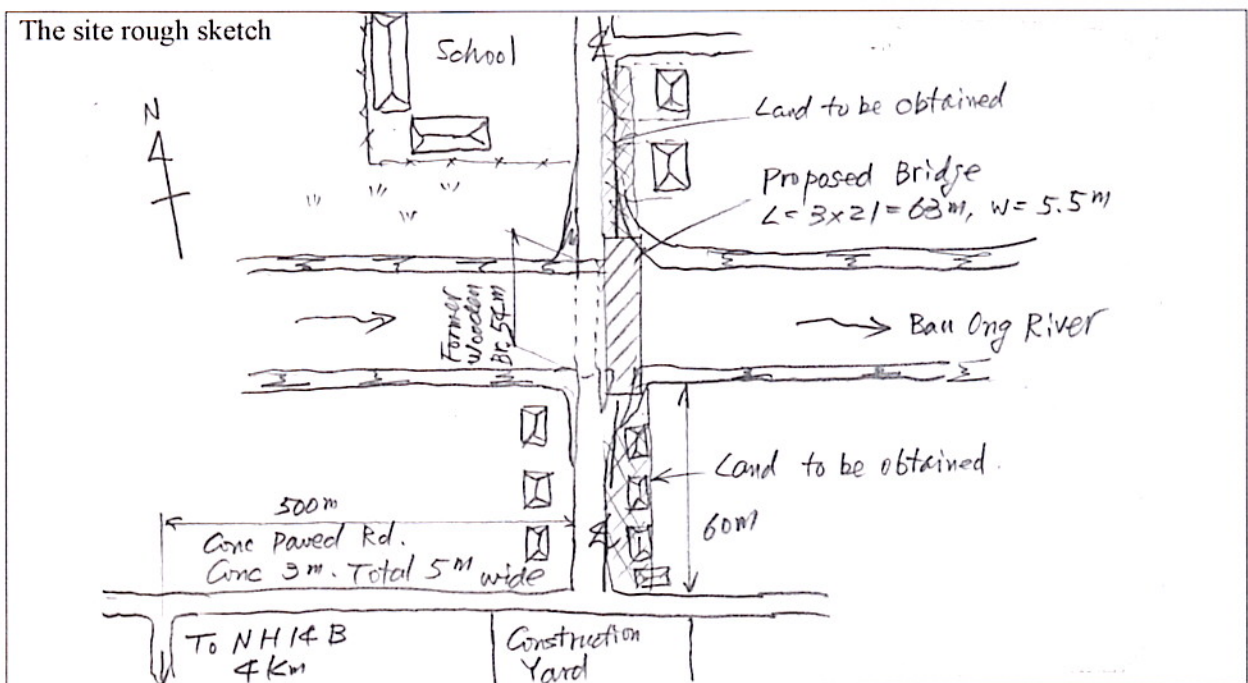 The site rough sketch
School
N
Land to be obtained
Proposed Bridge
L= 3×21=63m, W= 5.5m
Former
Wooden
Br. 54m
Bau Ong River
Land to be obtained.
500m
60m
Conc Paved Rd.
Conc 3m. Total 5m wide
To NH14B
4Km
Construction
Yard